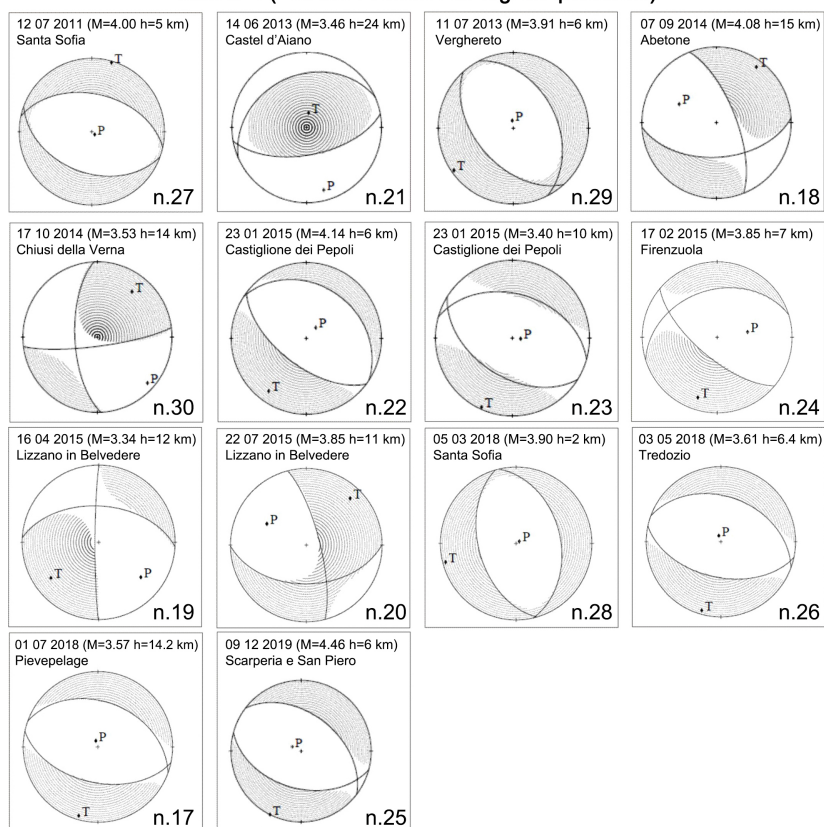 12 07 2011 (M=4.00 h=5 km)
Santa Sofia
T
P
n.27
14 06 2013 (M=3.46 h=24 km)
Castel d'Aiano
T
P
n.21
11 07 2013 (M=3.91 h=6 km)
Verghereto
P
T
n.29
07 09 2014 (M=4.08 h=15 km)
Abetone
T
P
n.18
17 10 2014 (M=3.53 h=14 km)
Chiusi della Verna
T
P
n.30
23 01 2015 (M=4.14 h=6 km)
Castiglione dei Pepoli
P
T
n.22
23 01 2015 (M=3.40 h=10 km)
Castiglione dei Pepoli
P
T
n.23
17 02 2015 (M=3.85 h=7 km)
Firenzuola
P
T
n.24
16 04 2015 (M=3.34 h=12 km)
Lizzano in Belvedere
T
P
n.19
22 07 2015 (M=3.85 h=11 km)
Lizzano in Belvedere
T
P
n.20
05 03 2018 (M=3.90 h=2 km)
Santa Sofia
P
T
n.28
03 05 2018 (M=3.61 h=6.4 km)
Tredozio
P
T
n.26
01 07 2018 (M=3.57 h=14.2 km)
Pievepelage
P
T
n.17
09 12 2019 (M=4.46 h=6 km)
Scarperia e San Piero
P
T
n.25